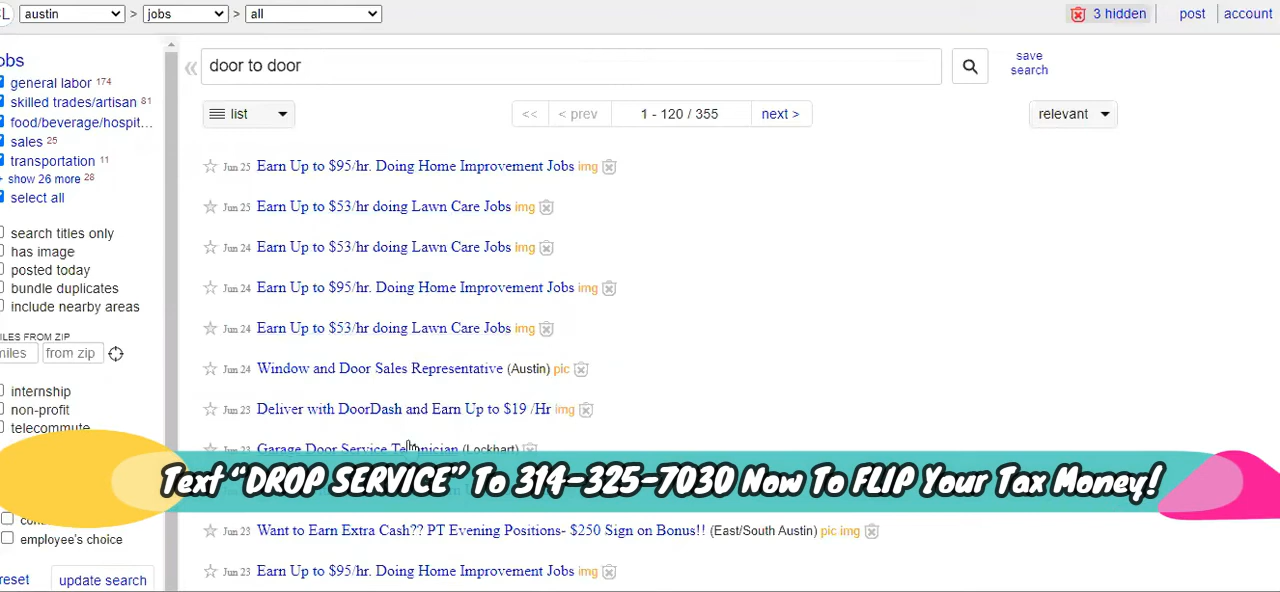 austin > jobs > all 3 hidden post account
door to door
save search
list << < prev 1 - 120 / 355 next > relevant
general labor 174
skilled trades/artisan 81
food/beverage/hospit...
sales 25
transportation 11
+ show 26 more 28
select all
search titles only
has image
posted today
bundle duplicates
include nearby areas
miles from zip
internship
non-profit
telecommute
employee's choice
reset update search
Jun 25 Earn Up to $95/hr. Doing Home Improvement Jobs img
Jun 25 Earn Up to $53/hr doing Lawn Care Jobs img
Jun 24 Earn Up to $53/hr doing Lawn Care Jobs img
Jun 24 Earn Up to $95/hr. Doing Home Improvement Jobs img
Jun 24 Earn Up to $53/hr doing Lawn Care Jobs img
Jun 24 Window and Door Sales Representative (Austin) pic
Jun 23 Deliver with DoorDash and Earn Up to $19 /Hr img
Jun 23 Garage Door Service Technician (Lockhart)
Text “DROP SERVICE” To 314-325-7030 Now To FLIP Your Tax Money!
Jun 23 Want to Earn Extra Cash?? PT Evening Positions- $250 Sign on Bonus!! (East/South Austin) pic img
Jun 23 Earn Up to $95/hr. Doing Home Improvement Jobs img